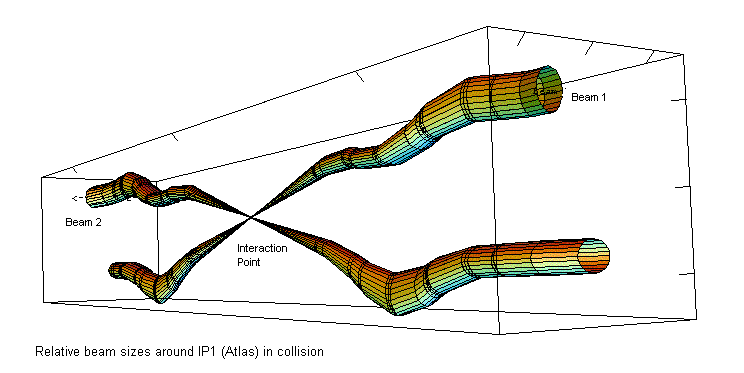 Beam 1
Beam 2
Interaction
Point
Relative beam sizes around IP1 (Atlas) in collision